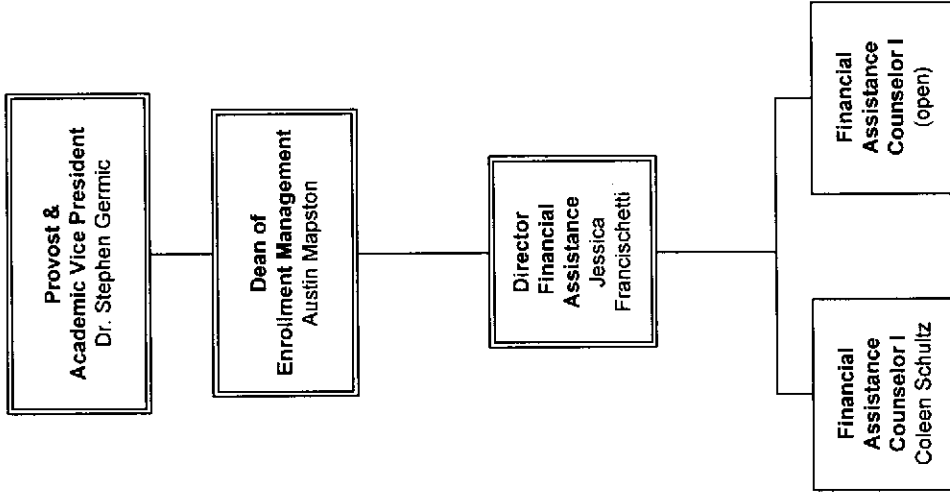 Provost &
Academic Vice President
Dr. Stephen Germic
Dean of
Enrollment Management
Austin Mapston
Director
Financial
Assistance
Jessica
Francischetti
Financial
Assistance
Counselor I
Coleen Schultz
Financial
Assistance
Counselor I
(open)